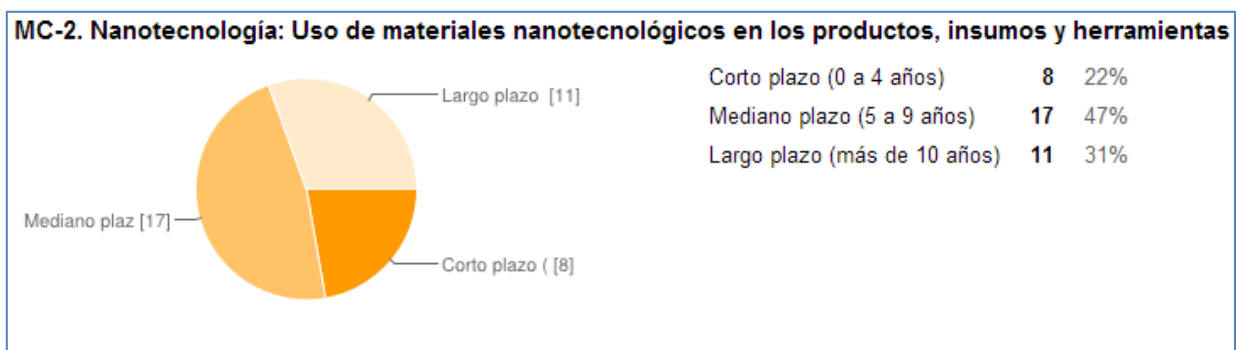 MC-2. Nanotecnología: Uso de materiales nanotecnológicos en los productos, insumos y herramientas
Largo plazo [11]
Mediano plaz [17]
Corto plazo ( [8]
Corto plazo (0 a 4 años) 8 22%
Mediano plazo (5 a 9 años) 17 47%
Largo plazo (más de 10 años) 11 31%